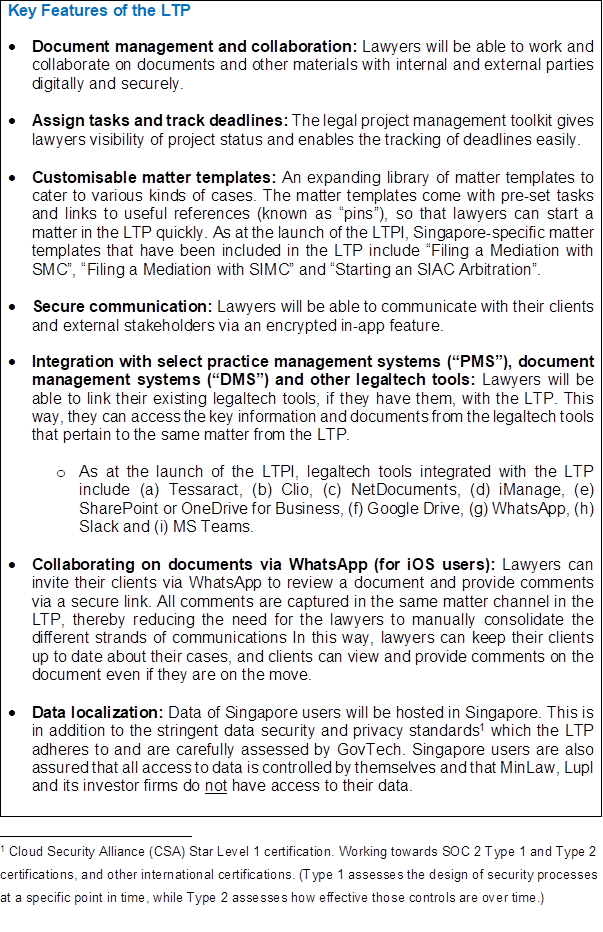 Key Features of the LTP
• Document management and collaboration: Lawyers will be able to work and
collaborate on documents and other materials with internal and external parties
digitally and securely.
• Assign tasks and track deadlines: The legal project management toolkit gives
lawyers visibility of project status and enables the tracking of deadlines easily.
• Customisable matter templates: An expanding library of matter templates to
cater to various kinds of cases. The matter templates come with pre-set tasks
and links to useful references (known as “pins”), so that lawyers can start a
matter in the LTP quickly. As at the launch of the LTPI, Singapore-specific matter
templates that have been included in the LTP include “Filing a Mediation with
SMC”, “Filing a Mediation with SIMC” and “Starting an SIAC Arbitration”.
• Secure communication: Lawyers will be able to communicate with their clients
and external stakeholders via an encrypted in-app feature.
• Integration with select practice management systems (“PMS”), document
management systems (“DMS”) and other legaltech tools: Lawyers will be
able to link their existing legaltech tools, if they have them, with the LTP. This
way, they can access the key information and documents from the legaltech tools
that pertain to the same matter from the LTP.
o As at the launch of the LTPI, legaltech tools integrated with the LTP
include (a) Tessaract, (b) Clio, (c) NetDocuments, (d) iManage, (e)
SharePoint or OneDrive for Business, (f) Google Drive, (g) WhatsApp, (h)
Slack and (i) MS Teams.
• Collaborating on documents via WhatsApp (for iOS users): Lawyers can
invite their clients via WhatsApp to review a document and provide comments
via a secure link. All comments are captured in the same matter channel in the
LTP, thereby reducing the need for the lawyers to manually consolidate the
different strands of communications In this way, lawyers can keep their clients
up to date about their cases, and clients can view and provide comments on the
document even if they are on the move.
• Data localization: Data of Singapore users will be hosted in Singapore. This is
in addition to the stringent data security and privacy standards¹ which the LTP
adheres to and are carefully assessed by GovTech. Singapore users are also
assured that all access to data is controlled by themselves and that MinLaw, Lupl
and its investor firms do not have access to their data.
¹ Cloud Security Alliance (CSA) Star Level 1 certification. Working towards SOC 2 Type 1 and Type 2
certifications, and other international certifications. (Type 1 assesses the design of security processes
at a specific point in time, while Type 2 assesses how effective those controls are over time.)